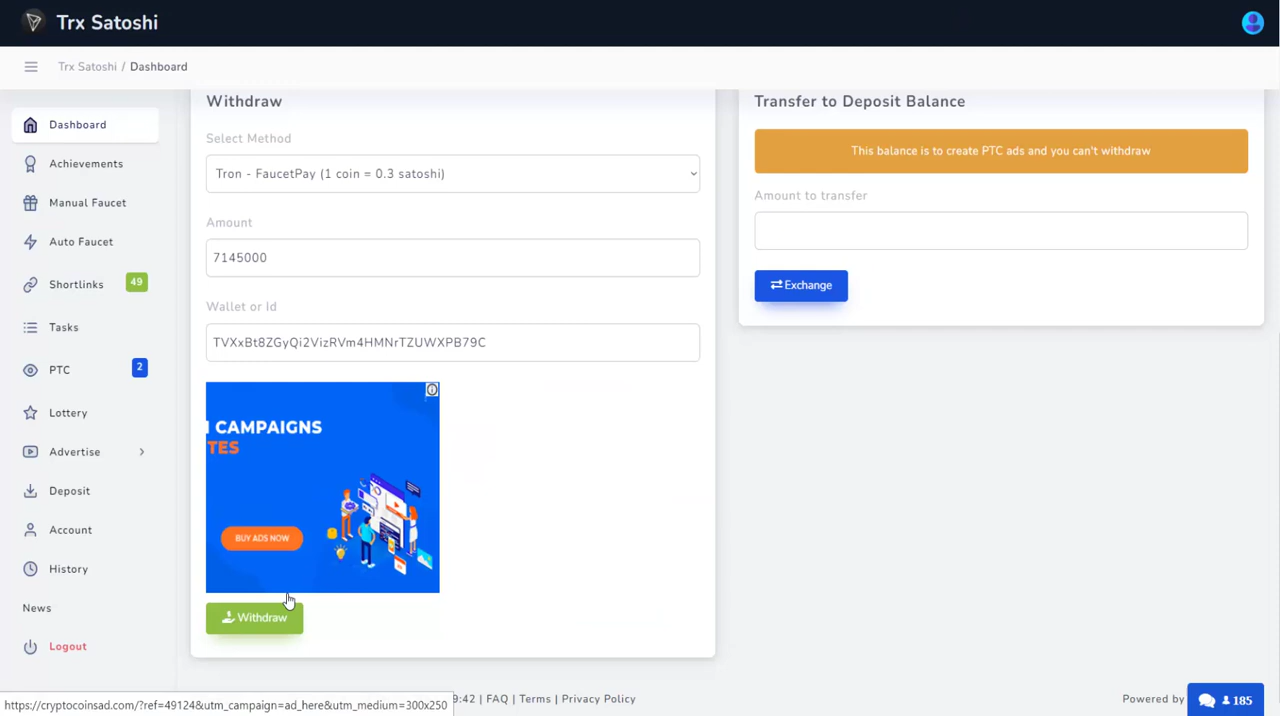 Trx Satoshi
Trx Satoshi / Dashboard
Dashboard
Achievements
Manual Faucet
Auto Faucet
Shortlinks
49
Tasks
PTC
2
Lottery
Advertise
Deposit
Account
History
News
Logout
Withdraw
Select Method
Tron - FaucetPay (1 coin = 0.3 satoshi)
Amount
7145000
Wallet or Id
TVXxBt8ZGyQi2VizRVm4HMNrTZUWXPB79C
CAMPAIGNS
TES
BUY ADS NOW
Withdraw
Transfer to Deposit Balance
This balance is to create PTC ads and you can't withdraw
Amount to transfer
Exchange
9:42 | FAQ | Terms | Privacy Policy
Powered by
185
https://cryptocoinsad.com/?ref=49124&utm_campaign=ad_here&utm_medium=300x250